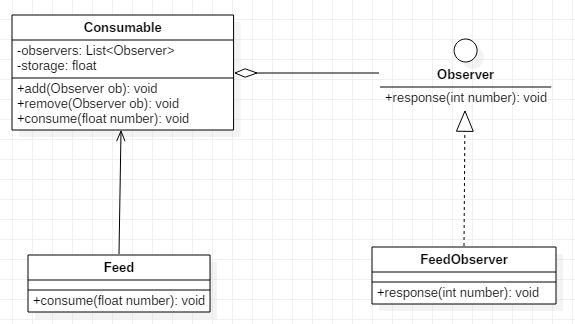 Consumable
-observers: List<Observer>
-storage: float
+add(Observer ob): void
+remove(Observer ob): void
+consume(float number): void
Observer
+response(int number): void
Feed
+consume(float number): void
FeedObserver
+response(int number): void